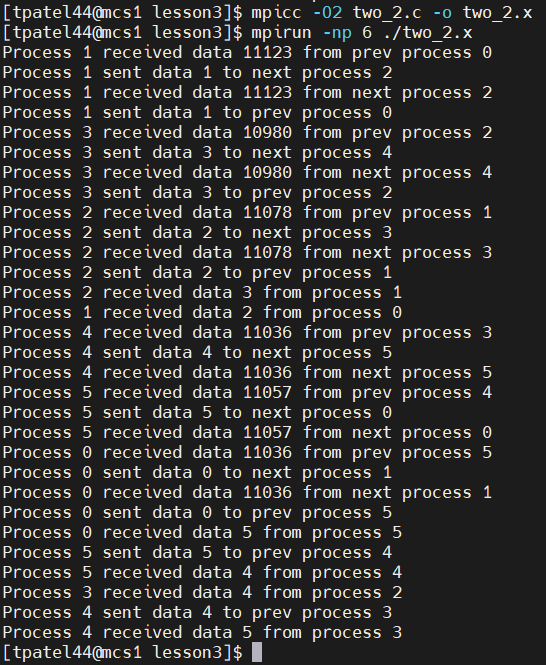 [tpatel44@mcs1 lesson3]$ mpicc -O2 two_2.c -o two_2.x
[tpatel44@mcs1 lesson3]$ mpirun -np 6 ./two_2.x
Process 1 received data 11123 from prev process 0
Process 1 sent data 1 to next process 2
Process 1 received data 11123 from next process 2
Process 1 sent data 1 to prev process 0
Process 3 received data 10980 from prev process 2
Process 3 sent data 3 to next process 4
Process 3 received data 10980 from next process 4
Process 3 sent data 3 to prev process 2
Process 2 received data 11078 from prev process 1
Process 2 sent data 2 to next process 3
Process 2 received data 11078 from next process 3
Process 2 sent data 2 to prev process 1
Process 2 received data 3 from process 1
Process 1 received data 2 from process 0
Process 4 received data 11036 from prev process 3
Process 4 sent data 4 to next process 5
Process 4 received data 11036 from next process 5
Process 5 received data 11057 from prev process 4
Process 5 sent data 5 to next process 0
Process 5 received data 11057 from next process 0
Process 0 received data 11036 from prev process 5
Process 0 sent data 0 to next process 1
Process 0 received data 11036 from next process 1
Process 0 sent data 0 to prev process 5
Process 0 received data 5 from process 5
Process 5 sent data 5 to prev process 4
Process 5 received data 4 from process 4
Process 3 received data 4 from process 2
Process 4 sent data 4 to prev process 3
Process 4 received data 5 from process 3
[tpatel44@mcs1 lesson3]$